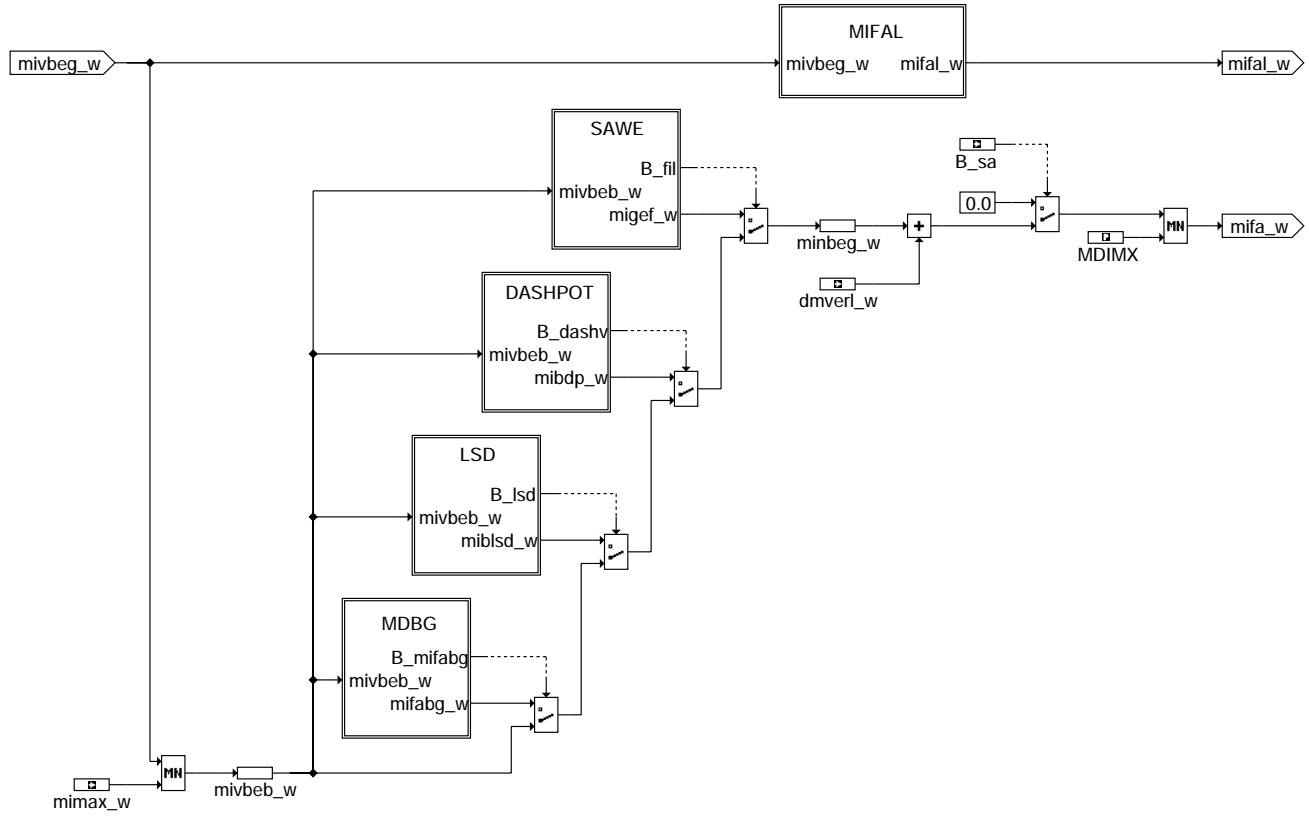 MIFAL
mivbeg_w
mivbeg_w
mifal_w
mifal_w
SAWE
B_fil
mivbeb_w
migef_w
B_sa
0.0
+
MN
mifa_w
minbeg_w
MDIMX
dmverl_w
DASHPOT
B_dashv
mivbeb_w
mibdp_w
LSD
B_lsd
mivbeb_w
miblsd_w
MDBG
B_mifabg
mivbeb_w
mifabg_w
MN
mivbeb_w
mimax_w